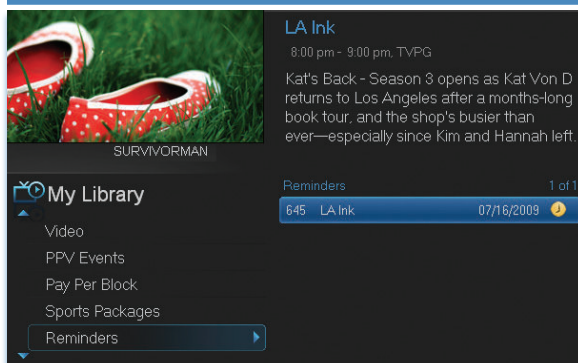 LA Ink
8:00 pm - 9:00 pm, TVPG
Kat's Back - Season 3 opens as Kat Von D
returns to Los Angeles after a months-long
book tour, and the shop's busier than
ever—especially since Kim and Hannah left.
SURVIVORMAN
My Library
Video
PPV Events
Pay Per Block
Sports Packages
Reminders
Reminders 1 of 1
645 LA Ink 07/16/2009